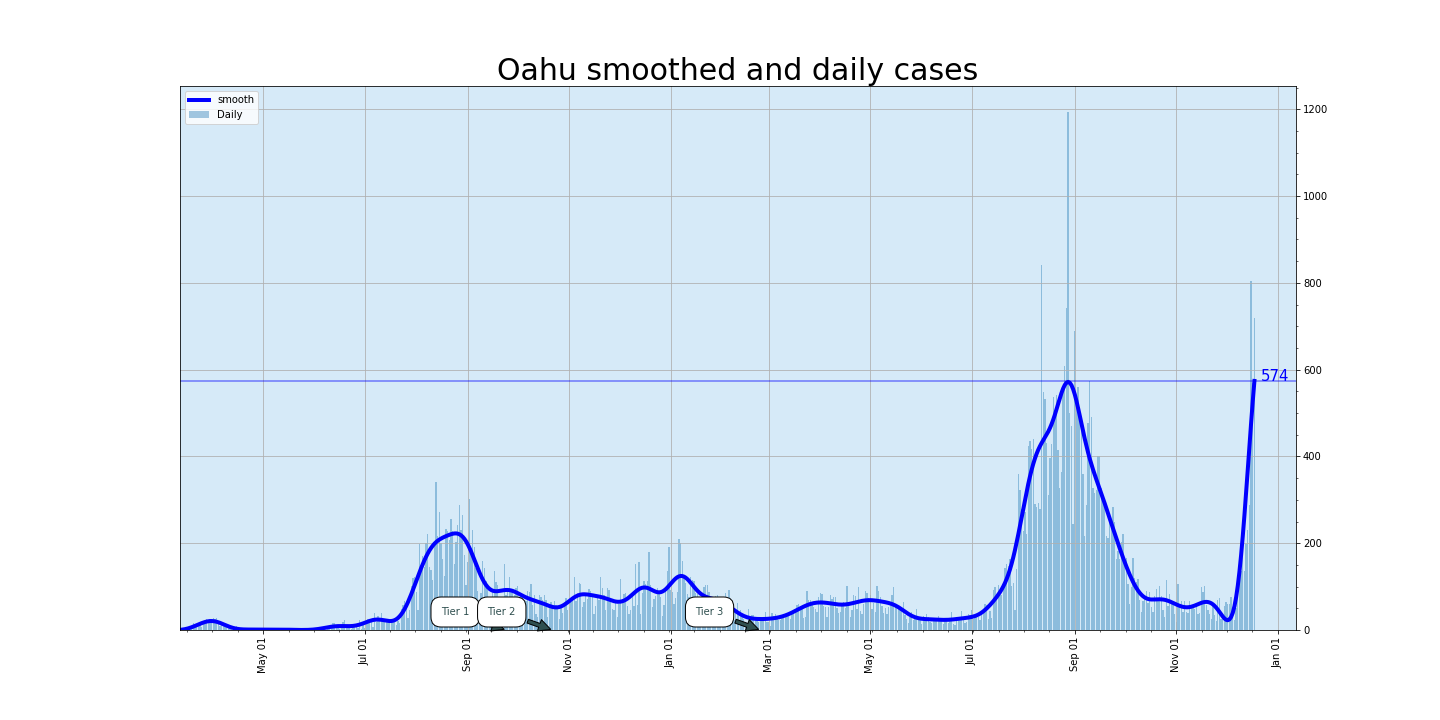 Oahu smoothed and daily cases
smooth
Daily
1200
1000
800
600
574
400
200
0
Tier 1
Tier 2
Tier 3
May 01
Jul 01
Sep 01
Nov 01
Jan 01
Mar 01
May 01
Jul 01
Sep 01
Nov 01
Jan 01